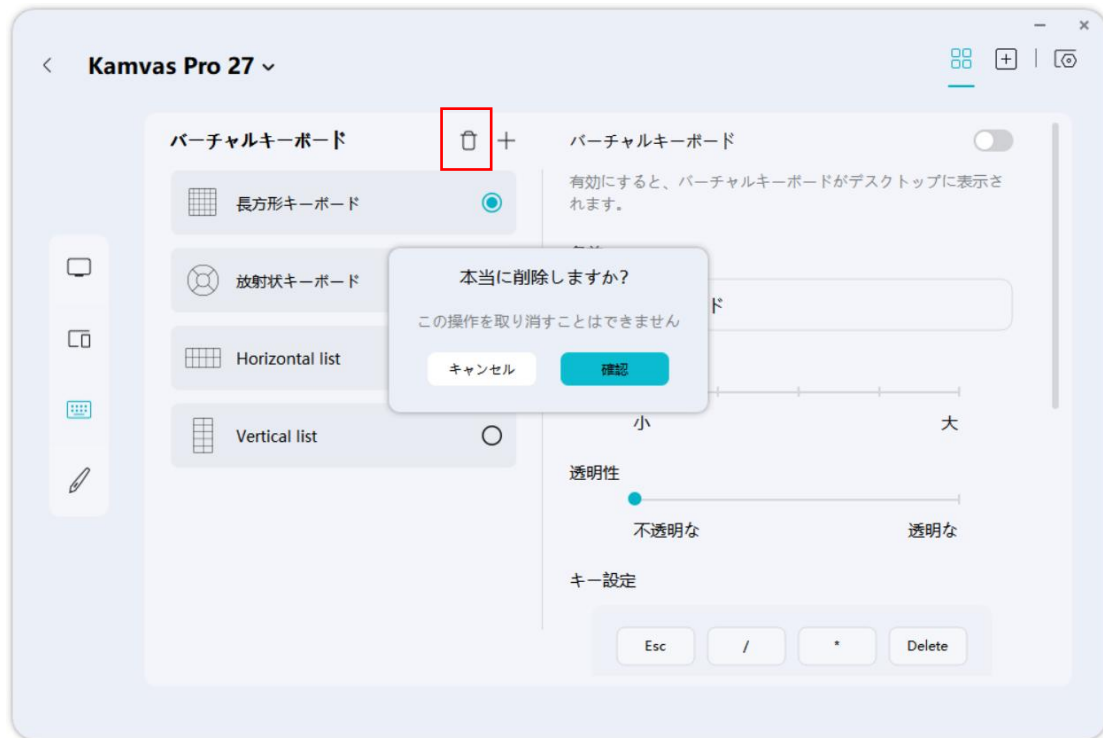 Kamvas Pro 27
バーチャルキーボード
長方形キーボード
放射状キーボード
Horizontal list
Vertical list
バーチャルキーボード
有効にすると、バーチャルキーボードがデスクトップに表示さ
れます。
ド
本当に削除しますか?
この操作を取り消すことはできません
キャンセル 確認
小 大
透明性
不透明な 透明な
キー設定
Esc / * Delete